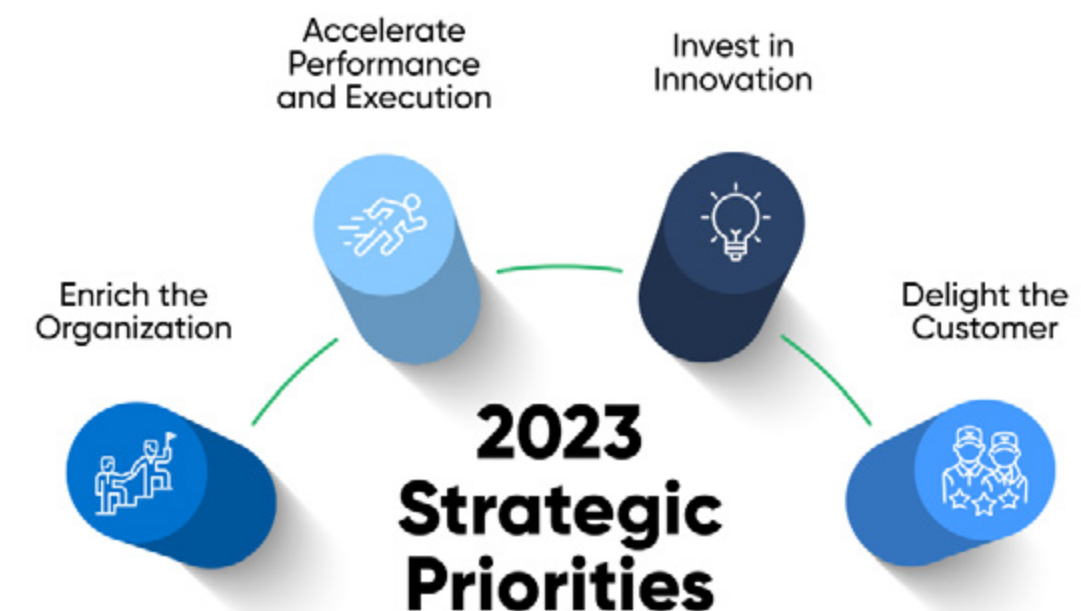 Accelerate
Performance
and Execution
Invest in
Innovation
Enrich the
Organization
Delight the
Customer
2023
Strategic
Priorities